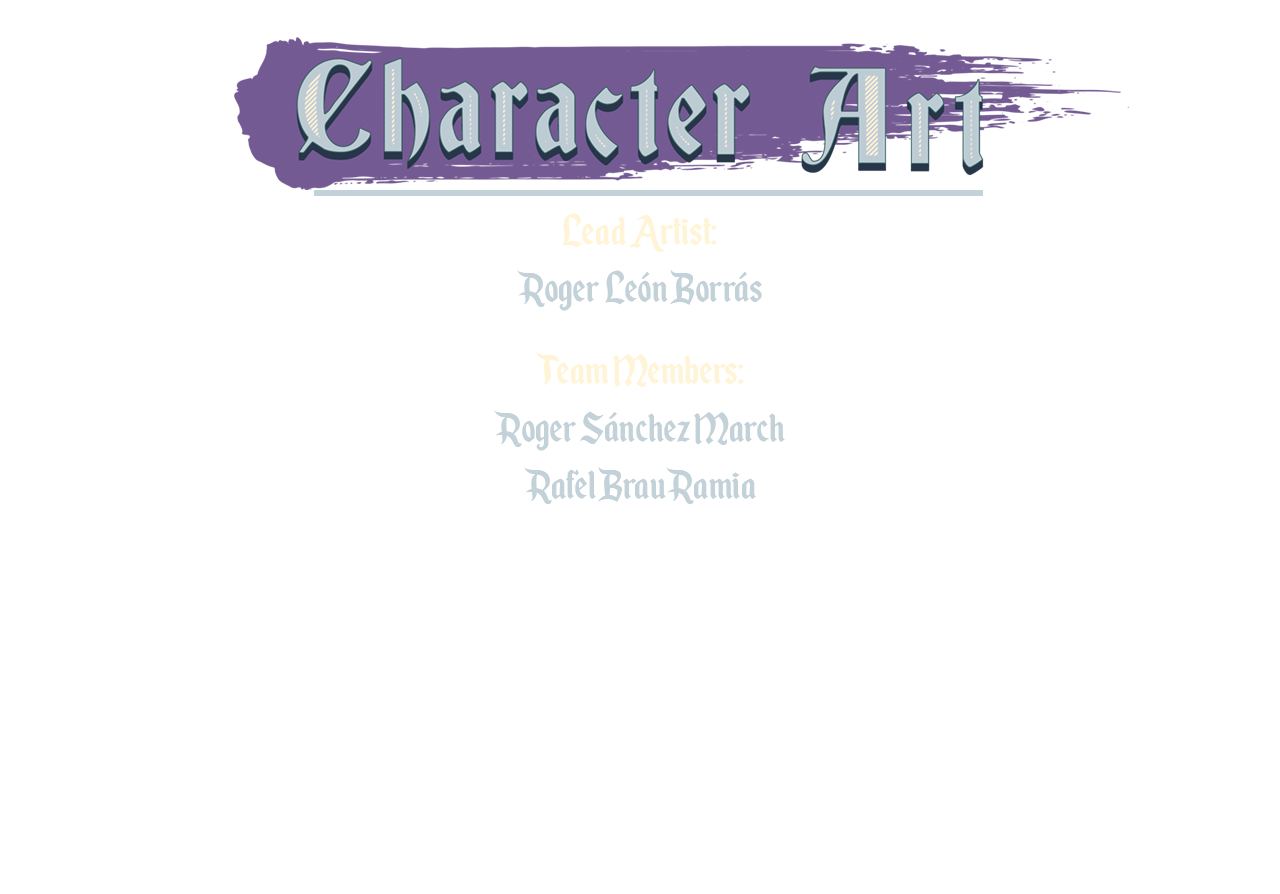 Character Art
Lead Artist:
Roger León Borrás
Team Members:
Roger Sánchez March
Rafel Brau Ramia